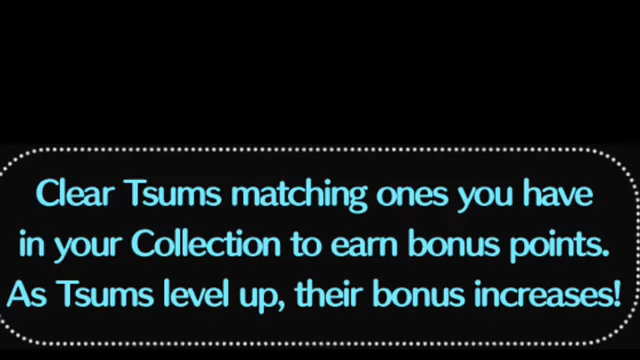 Clear Tsums matching ones you have
in your Collection to earn bonus points.
As Tsums level up, their bonus increases!